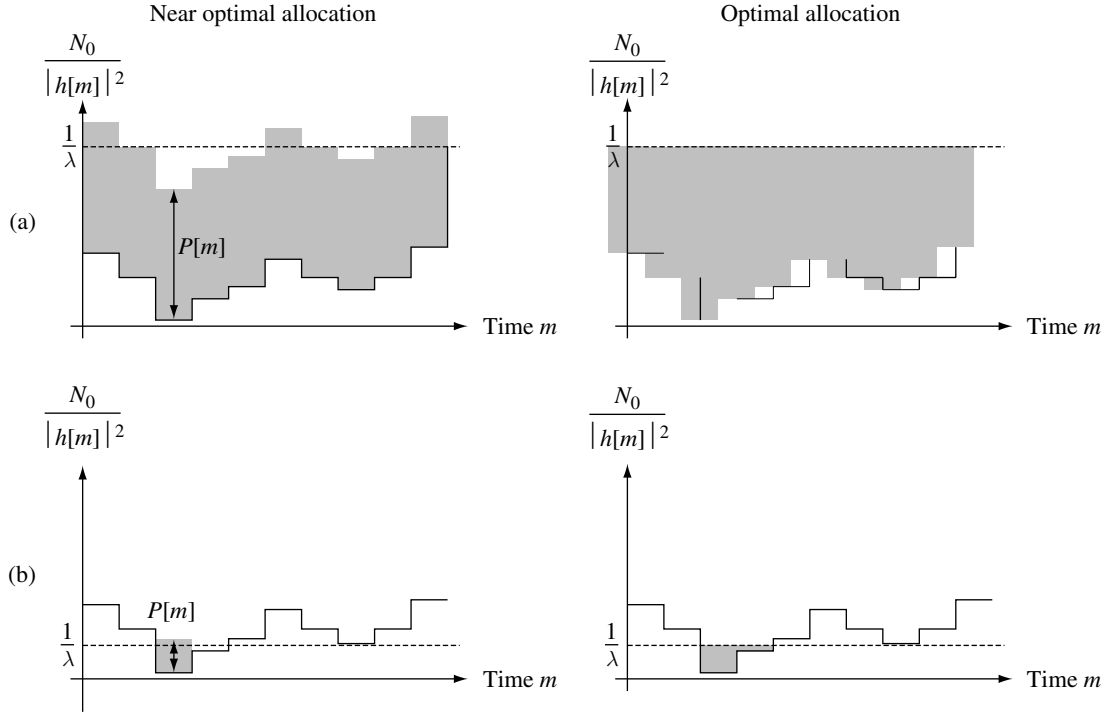 Near optimal allocation
Optimal allocation
N₀
|h[m]|²
1
λ
(a)
P[m]
Time m
N₀
|h[m]|²
1
λ
Time m
N₀
|h[m]|²
(b)
P[m]
1
λ
Time m
N₀
|h[m]|²
1
λ
Time m